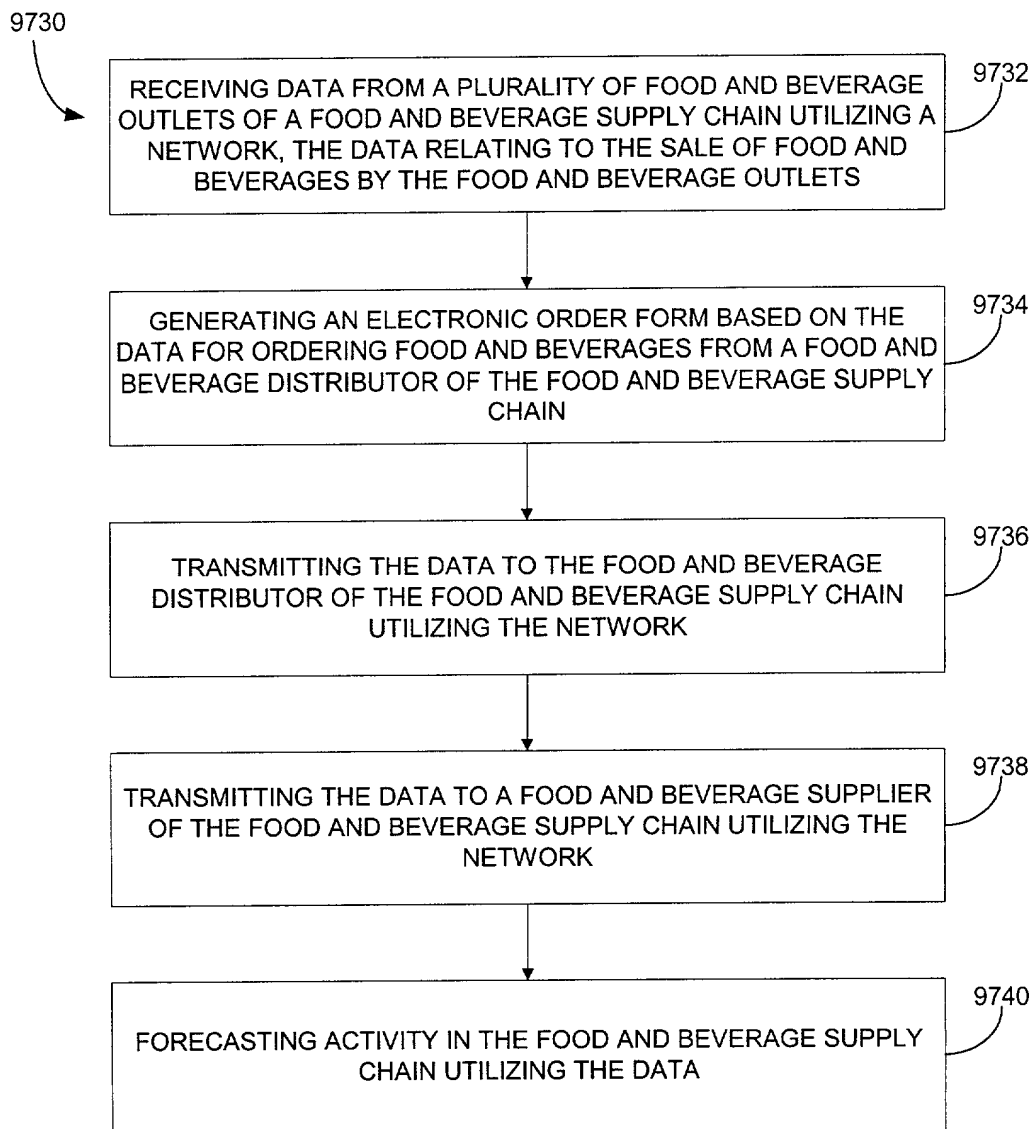 9730
9732
RECEIVING DATA FROM A PLURALITY OF FOOD AND BEVERAGE
OUTLETS OF A FOOD AND BEVERAGE SUPPLY CHAIN UTILIZING A
NETWORK, THE DATA RELATING TO THE SALE OF FOOD AND
BEVERAGES BY THE FOOD AND BEVERAGE OUTLETS
9734
GENERATING AN ELECTRONIC ORDER FORM BASED ON THE
DATA FOR ORDERING FOOD AND BEVERAGES FROM A FOOD AND
BEVERAGE DISTRIBUTOR OF THE FOOD AND BEVERAGE SUPPLY
CHAIN
9736
TRANSMITTING THE DATA TO THE FOOD AND BEVERAGE
DISTRIBUTOR OF THE FOOD AND BEVERAGE SUPPLY CHAIN
UTILIZING THE NETWORK
9738
TRANSMITTING THE DATA TO A FOOD AND BEVERAGE SUPPLIER
OF THE FOOD AND BEVERAGE SUPPLY CHAIN UTILIZING THE
NETWORK
9740
FORECASTING ACTIVITY IN THE FOOD AND BEVERAGE SUPPLY
CHAIN UTILIZING THE DATA